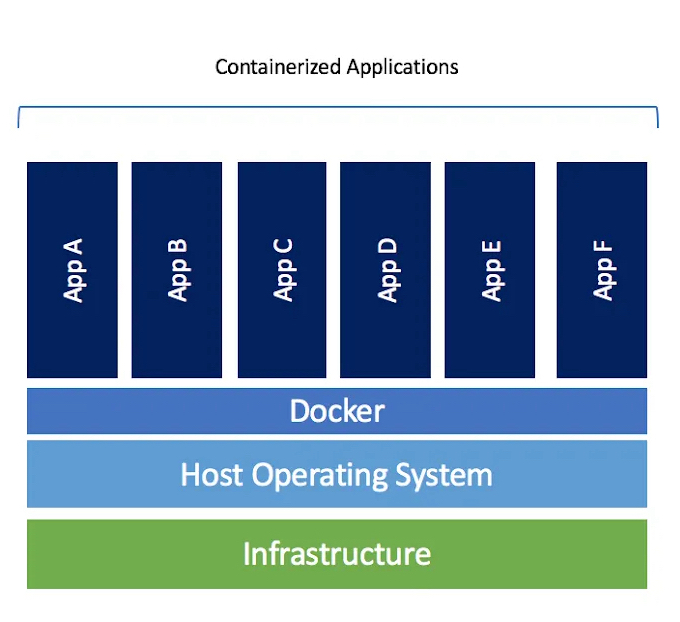 Containerized Applications
App A
App B
App C
App D
App E
App F
Docker
Host Operating System
Infrastructure